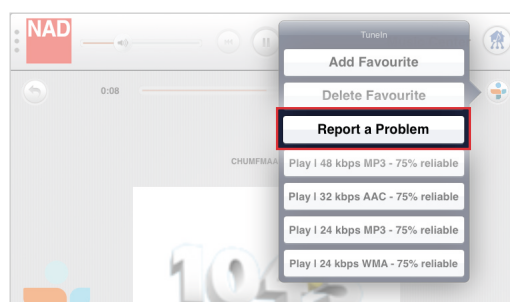 NAD
TuneIn
Add Favourite
0:08
Delete Favourite
Report a Problem
CHUMFMAA
Play | 48 kbps MP3 - 75% reliable
Play | 32 kbps AAC - 75% reliable
Play | 24 kbps MP3 - 75% reliable
Play | 24 kbps WMA - 75% reliable